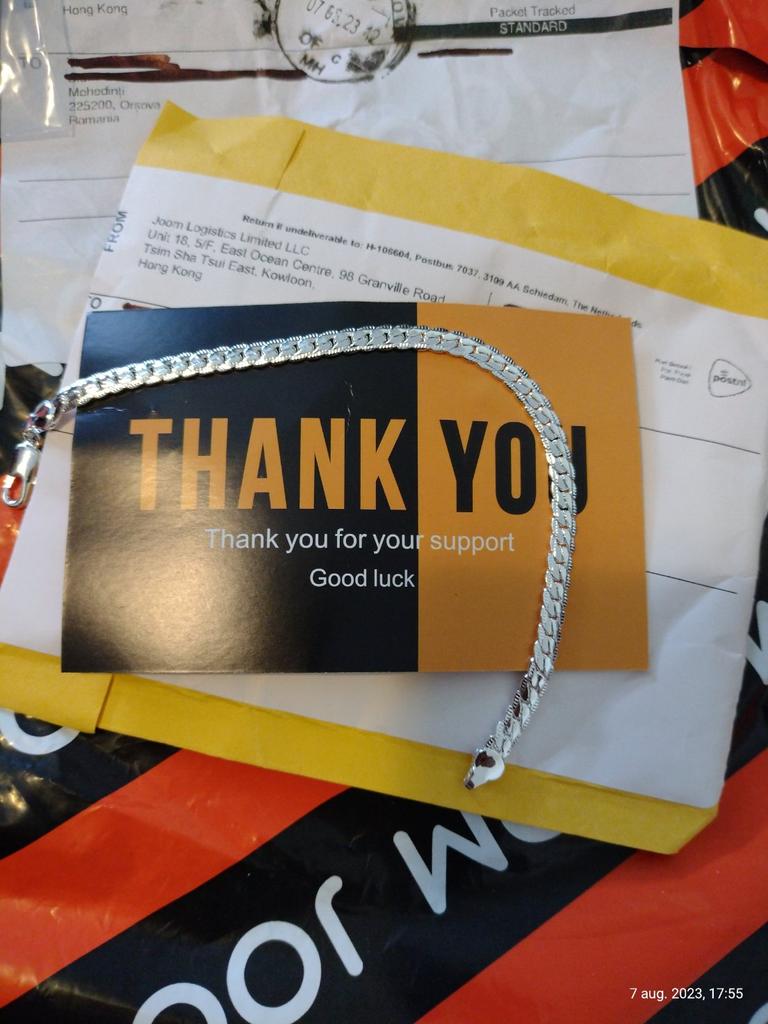 Hong Kong
Packet Tracked
STANDARD
TO
Mehedinți
225200, Orsova
Romania
FROM
Return if undeliverable to: H-106604, Postbus 7037, 3109 AA Schiedam, The Netherlands
Joom Logistics Limited LLC
Unit 18, 5/F, East Ocean Centre, 98 Granville Road
Tsim Sha Tsui East, Kowloon,
Hong Kong
postnl
THANK YOU
Thank you for your support
Good luck
joom
7 aug. 2023, 17:55